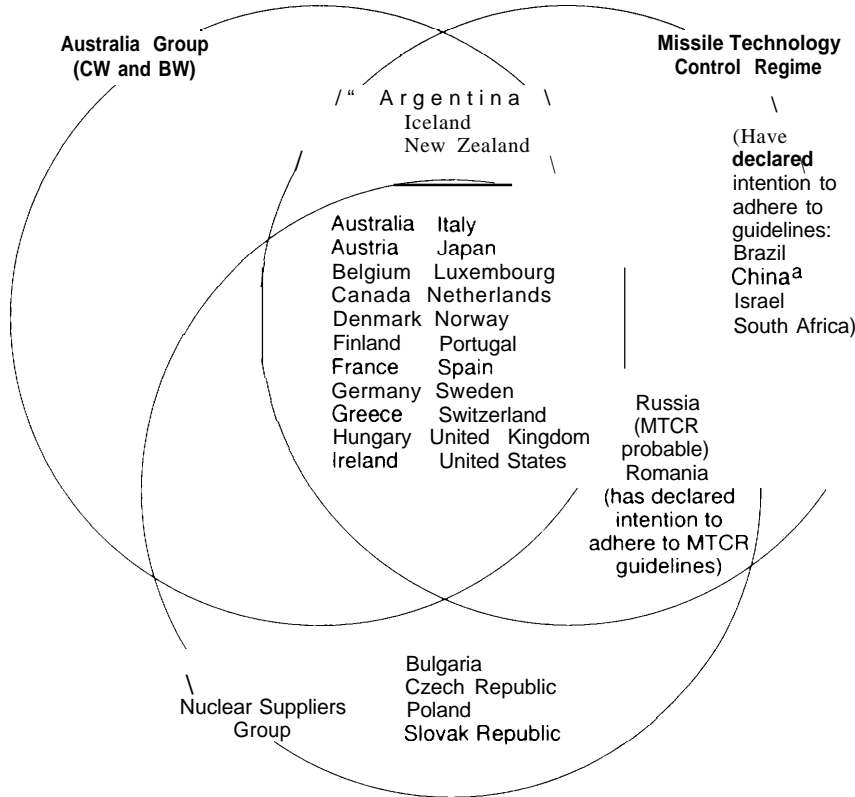 Australia Group
(CW and BW)
Missile Technology
Control Regime
Argentina
Iceland
New Zealand
(Have
declared
intention to
adhere to
guidelines:
Brazil
Chinaª
Israel
South Africa)
Australia Italy
Austria Japan
Belgium Luxembourg
Canada Netherlands
Denmark Norway
Finland Portugal
France Spain
Germany Sweden
Greece Switzerland
Hungary United Kingdom
Ireland United States
Russia
(MTCR
probable)
Romania
(has declared
intention to
adhere to MTCR
guidelines)
Nuclear Suppliers
Group
Bulgaria
Czech Republic
Poland
Slovak Republic